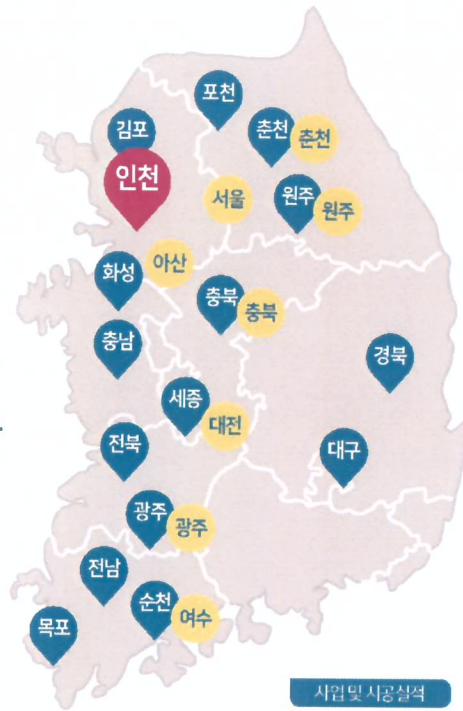 포천
김포
춘천
춘천
인천
서울
원주
원주
아산
화성
충북
충북
충남
경북
세종
대전
전북
대구
광주
광주
전남
순천
여수
목포
사업 및 시공실적